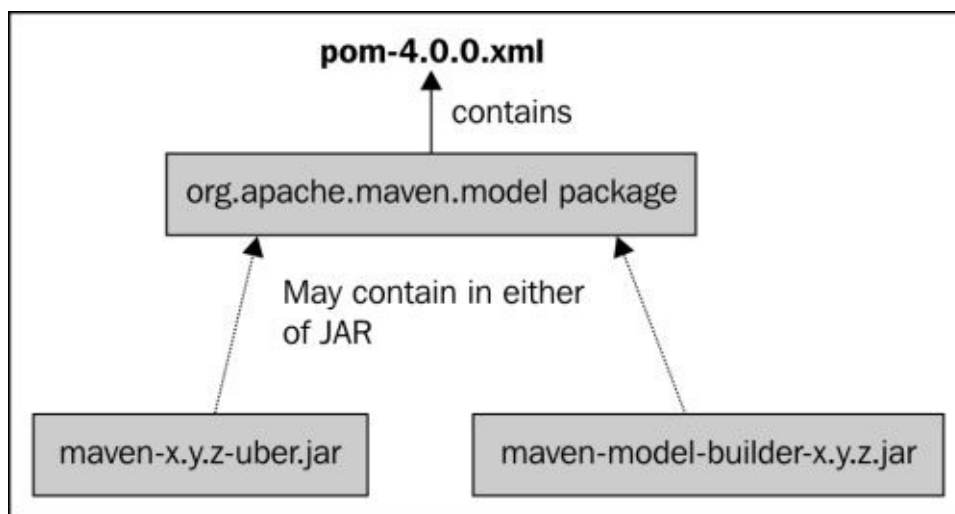 pom-4.0.0.xml
contains
org.apache.maven.model package
May contain in either
of JAR
maven-x.y.z-uber.jar
maven-model-builder-x.y.z.jar